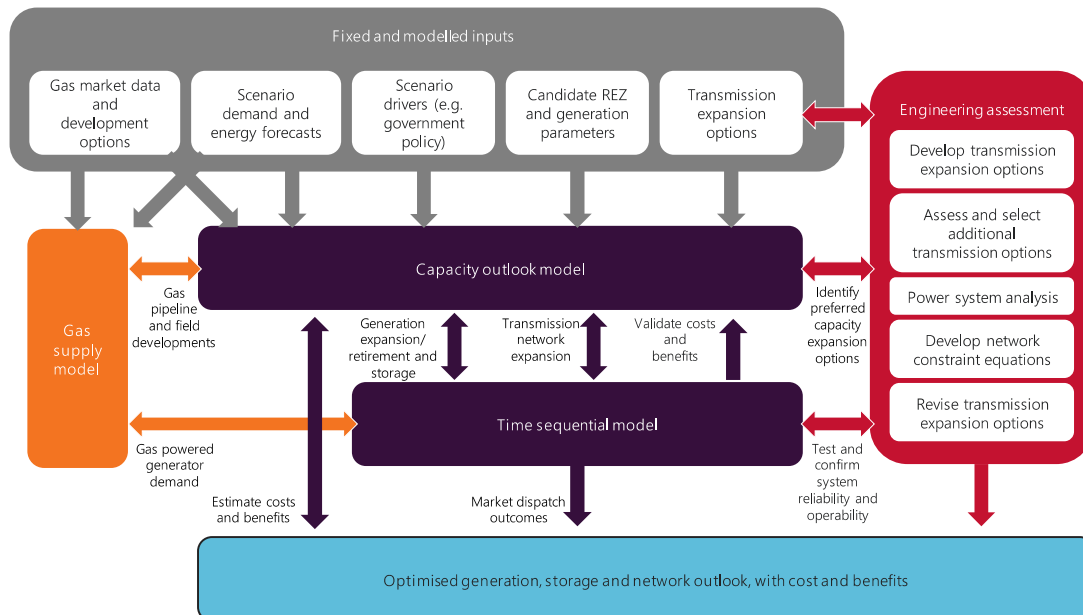 Fixed and modelled inputs
Gas market data
and
development
options
Scenario
demand and
energy forecasts
Scenario
drivers (e.g.
government
policy)
Candidate REZ
and generation
parameters
Transmission
expansion
options
Engineering assessment
Develop transmission
expansion options
Assess and select
additional
transmission options
Power system analysis
Develop network
constraint equations
Revise transmission
expansion options
Gas
supply
model
Gas
pipeline
and field
developments
Capacity outlook model
Identify
preferred
capacity
expansion
options
Generation
expansion/
retirement and
storage
Transmission
network
expansion
Validate costs
and
benefits
Time sequential model
Gas powered
generator
demand
Estimate costs
and benefits
Market dispatch
outcomes
Test and
confirm
system
reliability and
operability
Optimised generation, storage and network outlook, with cost and benefits